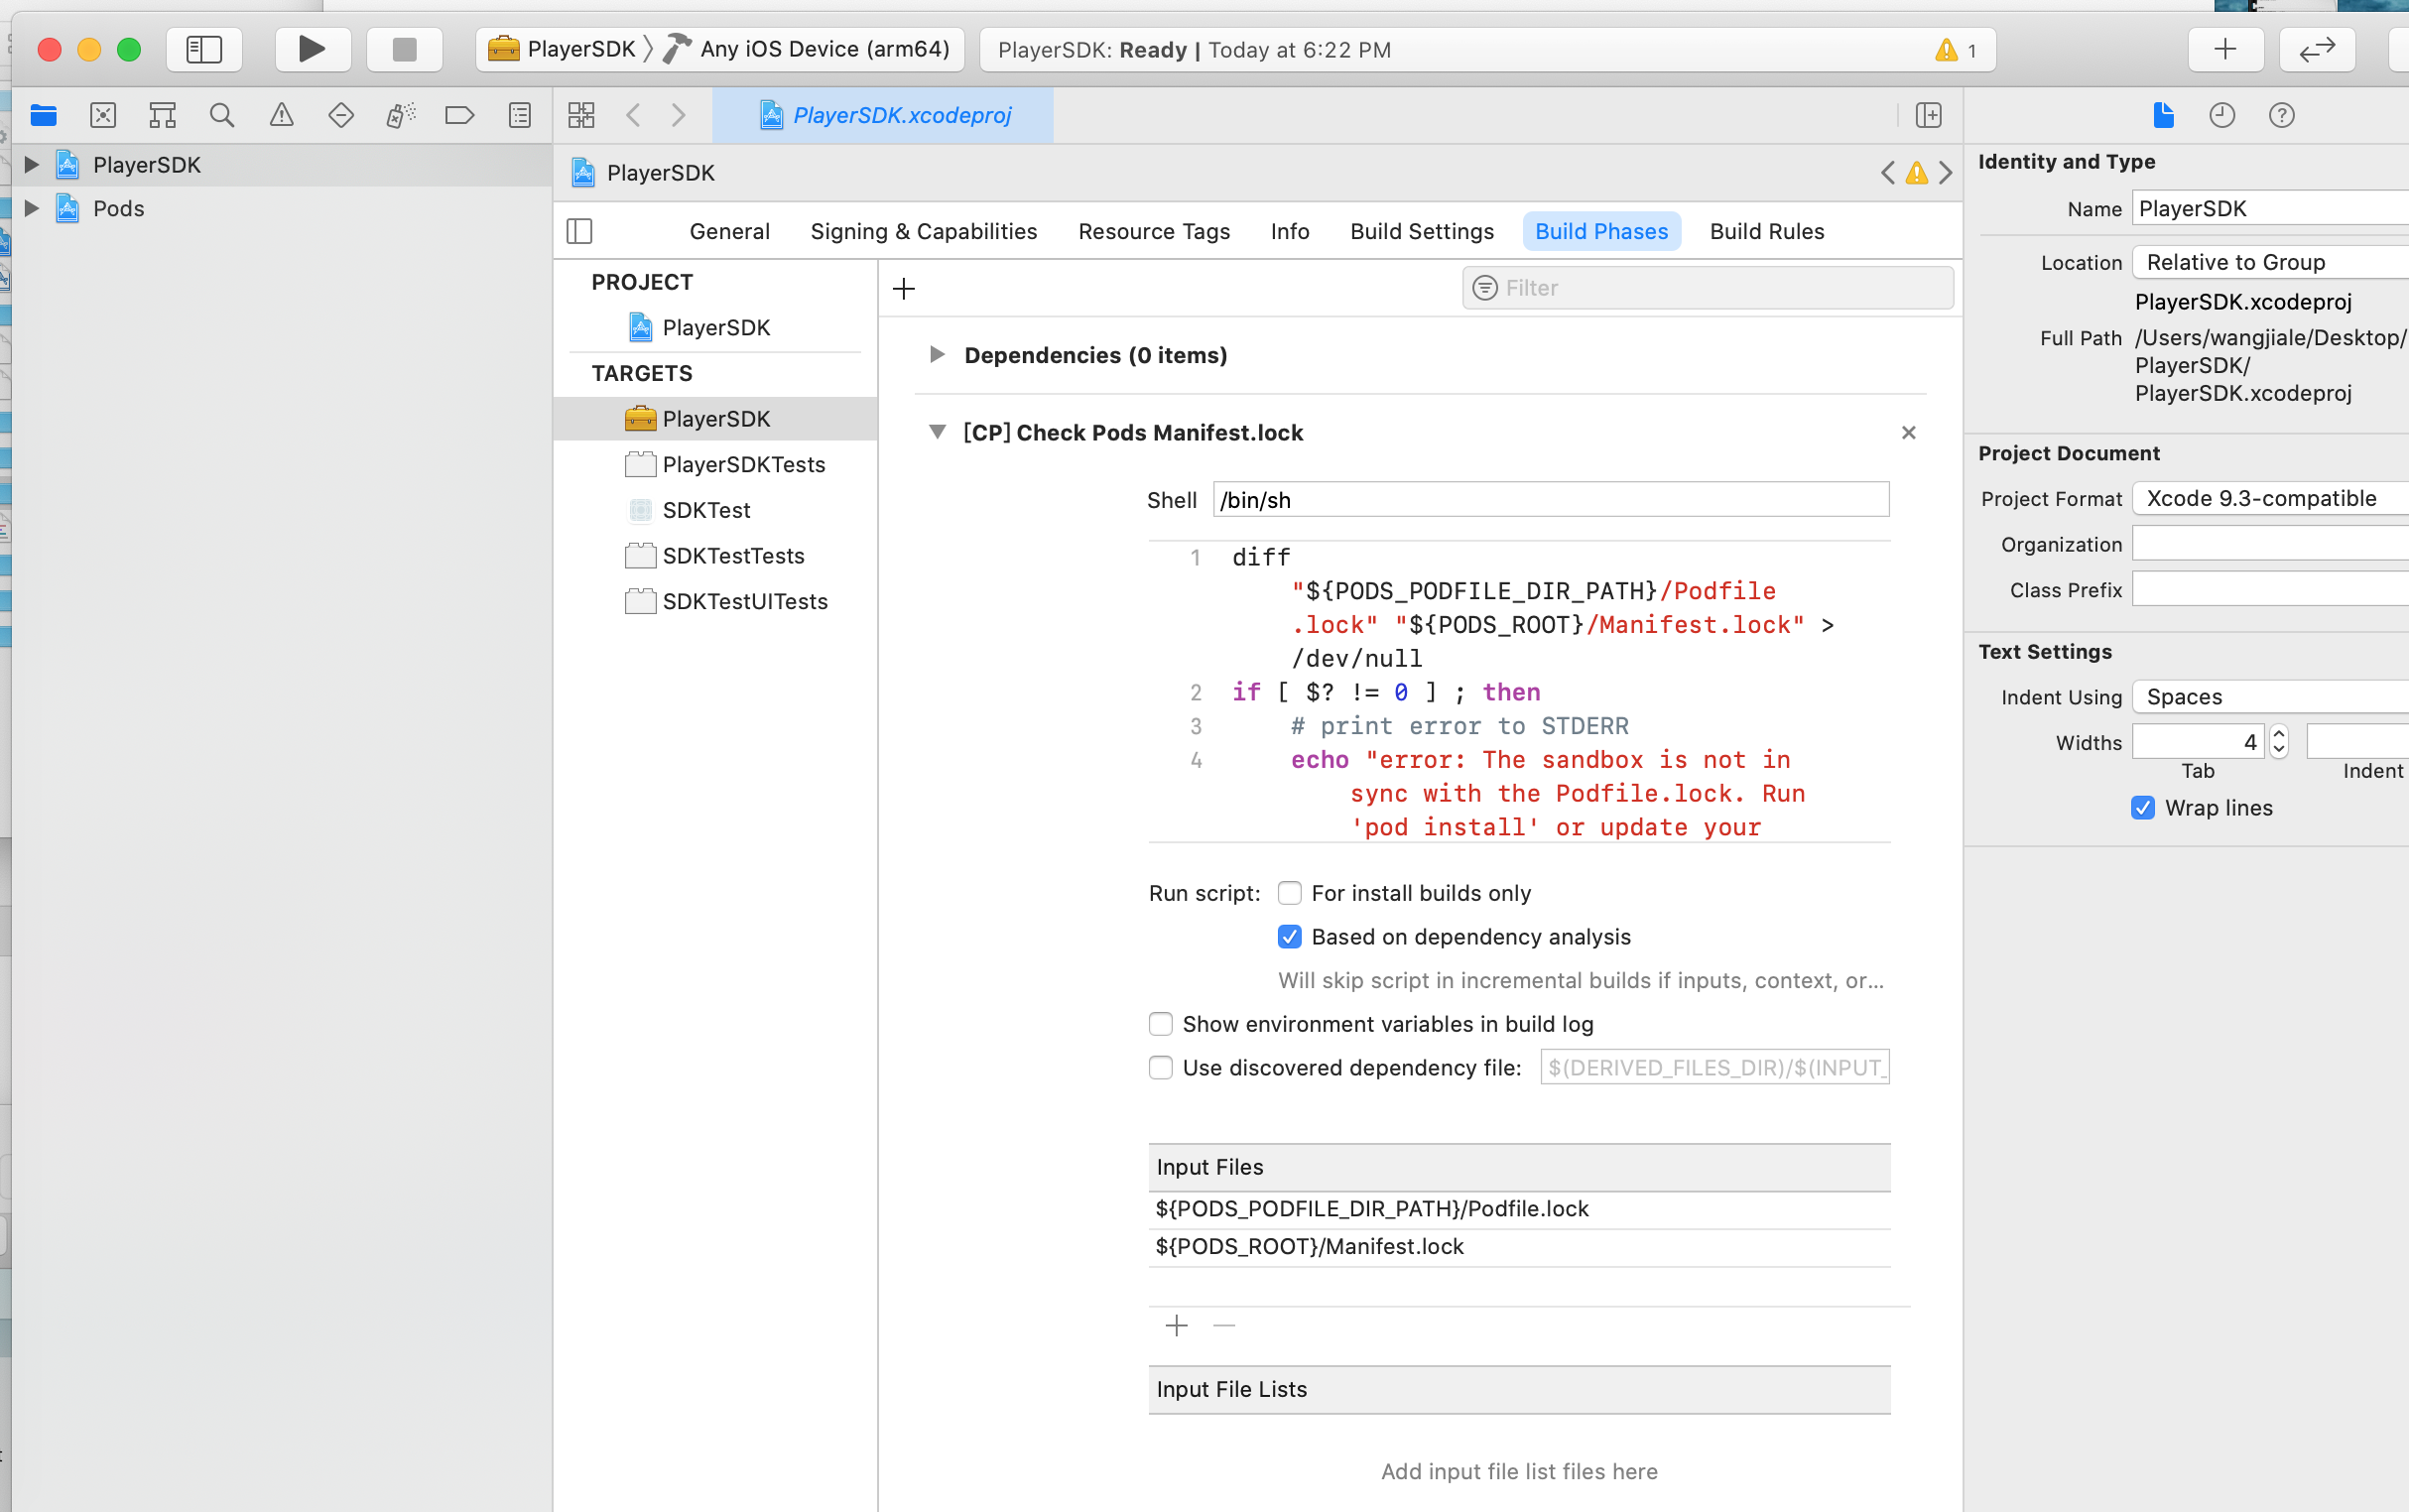 PlayerSDK
Any iOS Device (arm64)
PlayerSDK: Ready | Today at 6:22 PM
1
PlayerSDK.xcodeproj
PlayerSDK
Pods
PlayerSDK
General
Signing & Capabilities
Resource Tags
Info
Build Settings
Build Phases
Build Rules
PROJECT
PlayerSDK
TARGETS
PlayerSDK
PlayerSDKTests
SDKTest
SDKTestTests
SDKTestUITests
Filter
Dependencies (0 items)
[CP] Check Pods Manifest.lock
Shell /bin/sh
1 diff
"${PODS_PODFILE_DIR_PATH}/Podfile
.lock" "${PODS_ROOT}/Manifest.lock" >
/dev/null
2 if [ $? != 0 ] ; then
3 # print error to STDERR
4 echo "error: The sandbox is not in
sync with the Podfile.lock. Run
'pod install' or update your
Run script: For install builds only
Based on dependency analysis
Will skip script in incremental builds if inputs, context, or...
Show environment variables in build log
Use discovered dependency file: $(DERIVED_FILES_DIR)/$(INPUT_
Input Files
${PODS_PODFILE_DIR_PATH}/Podfile.lock
${PODS_ROOT}/Manifest.lock
Input File Lists
Add input file list files here
Identity and Type
Name PlayerSDK
Location Relative to Group
PlayerSDK.xcodeproj
Full Path /Users/wangjiale/Desktop/
PlayerSDK/
PlayerSDK.xcodeproj
Project Document
Project Format Xcode 9.3-compatible
Organization
Class Prefix
Text Settings
Indent Using Spaces
Widths 4
Tab Indent
Wrap lines